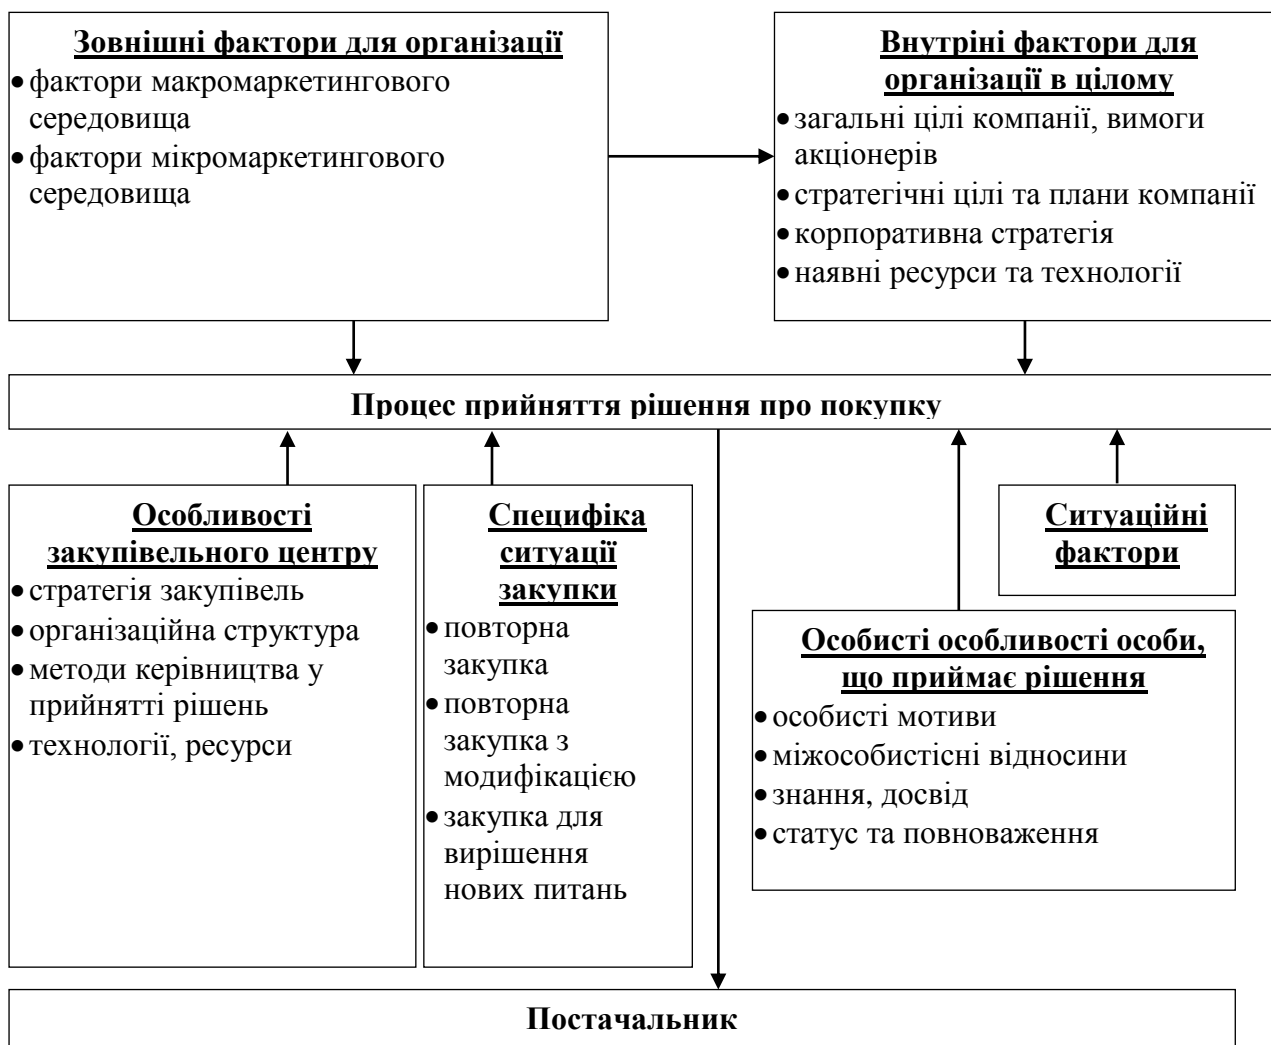 Зовнішні фактори для організації
• фактори макромаркетингового
середовища
• фактори мікромаркетингового
середовища
Внутріні фактори для
організації в цілому
• загальні цілі компанії, вимоги
акціонерів
• стратегічні цілі та плани компанії
• корпоративна стратегія
• наявні ресурси та технології
Процес прийняття рішення про покупку
Особливості
закупівельного центру
• стратегія закупівель
• організаційна структура
• методи керівництва у
прийнятті рішень
• технології, ресурси
Специфіка
ситуації
закупки
• повторна
закупка
• повторна
закупка з
модифікацією
• закупка для
вирішення
нових питань
Ситуаційні
фактори
Особисті особливості особи,
що приймає рішення
• особисті мотиви
• міжособистісні відносини
• знання, досвід
• статус та повноваження
Постачальник